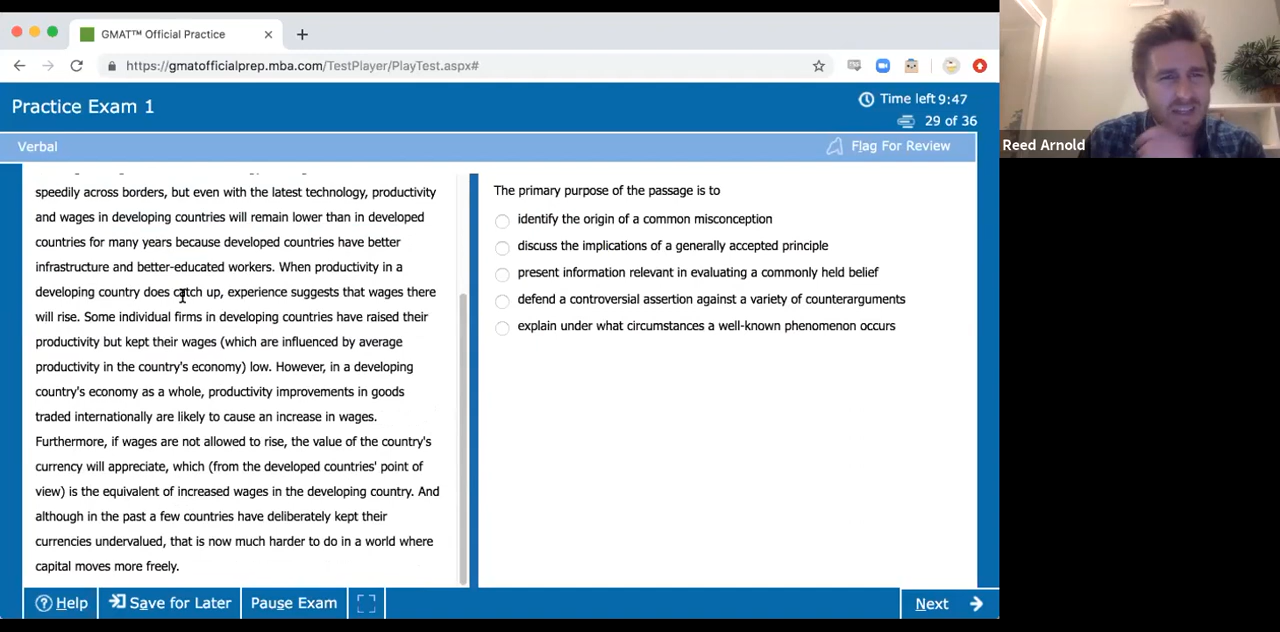 GMAT™ Official Practice
https://gmatofficialprep.mba.com/TestPlayer/PlayTest.aspx#
Practice Exam 1
Time left 9:47
29 of 36
Verbal
Flag For Review
speedily across borders, but even with the latest technology, productivity
and wages in developing countries will remain lower than in developed
countries for many years because developed countries have better
infrastructure and better-educated workers. When productivity in a
developing country does catch up, experience suggests that wages there
will rise. Some individual firms in developing countries have raised their
productivity but kept their wages (which are influenced by average
productivity in the country's economy) low. However, in a developing
country's economy as a whole, productivity improvements in goods
traded internationally are likely to cause an increase in wages.
Furthermore, if wages are not allowed to rise, the value of the country's
currency will appreciate, which (from the developed countries' point of
view) is the equivalent of increased wages in the developing country. And
although in the past a few countries have deliberately kept their
currencies undervalued, that is now much harder to do in a world where
capital moves more freely.
The primary purpose of the passage is to
identify the origin of a common misconception
discuss the implications of a generally accepted principle
present information relevant in evaluating a commonly held belief
defend a controversial assertion against a variety of counterarguments
explain under what circumstances a well-known phenomenon occurs
Help
Save for Later
Pause Exam
Next
Reed Arnold